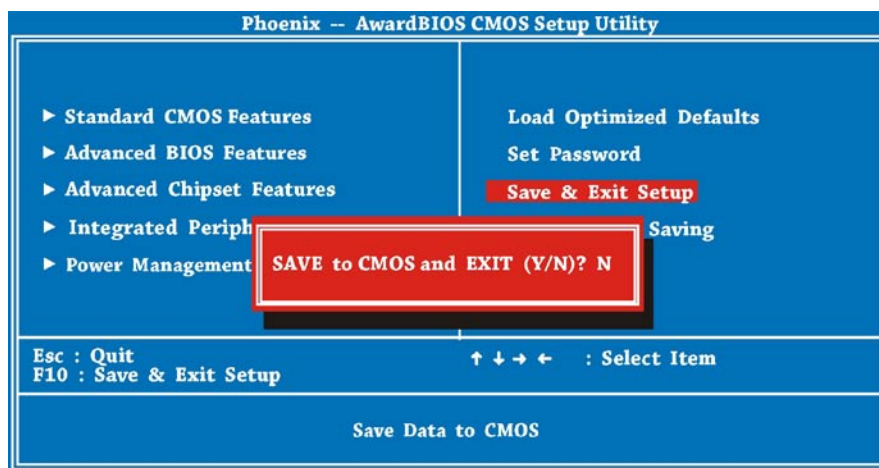 Phoenix -- AwardBIOS CMOS Setup Utility
► Standard CMOS Features
► Advanced BIOS Features
► Advanced Chipset Features
► Integrated Periph
► Power Management
Load Optimized Defaults
Set Password
Save & Exit Setup
Saving
SAVE to CMOS and EXIT (Y/N)? N
Esc : Quit
F10 : Save & Exit Setup
↑ ↓ → ← : Select Item
Save Data to CMOS